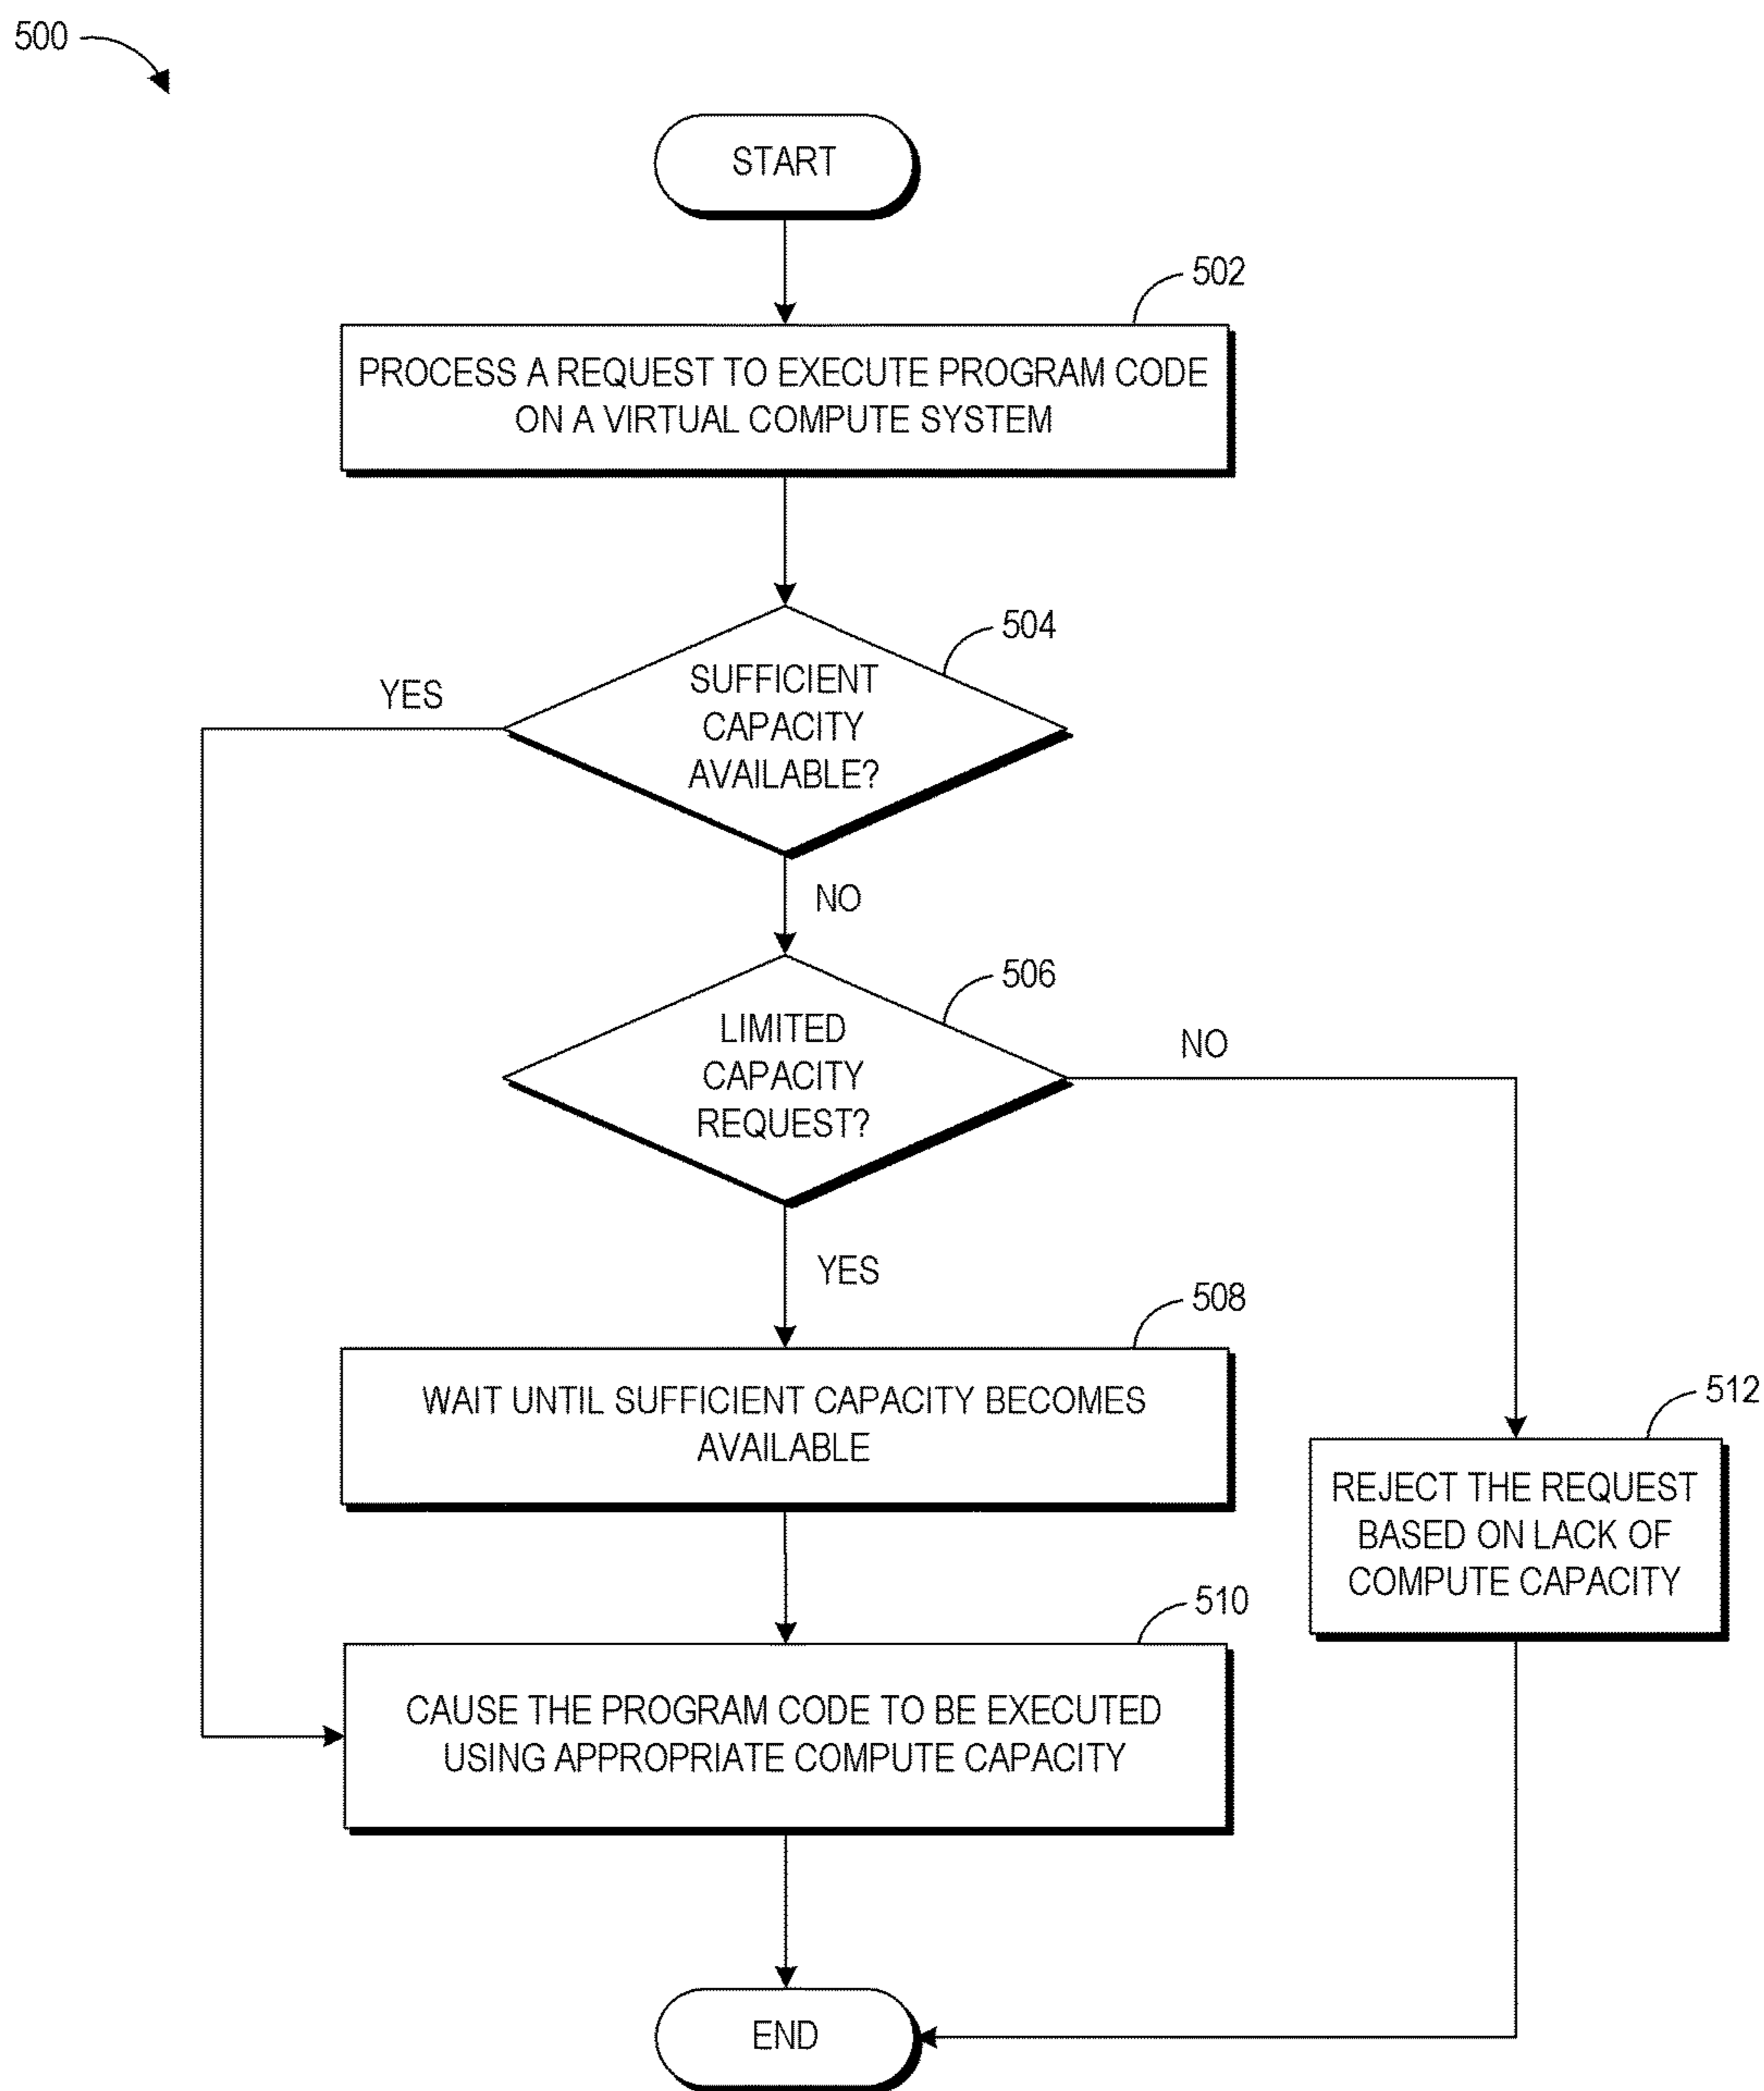 500
START
502
PROCESS A REQUEST TO EXECUTE PROGRAM CODE
ON A VIRTUAL COMPUTE SYSTEM
504
SUFFICIENT
CAPACITY
AVAILABLE?
YES
NO
506
LIMITED
CAPACITY
REQUEST?
NO
YES
508
WAIT UNTIL SUFFICIENT CAPACITY BECOMES
AVAILABLE
512
REJECT THE REQUEST
BASED ON LACK OF
COMPUTE CAPACITY
510
CAUSE THE PROGRAM CODE TO BE EXECUTED
USING APPROPRIATE COMPUTE CAPACITY
END